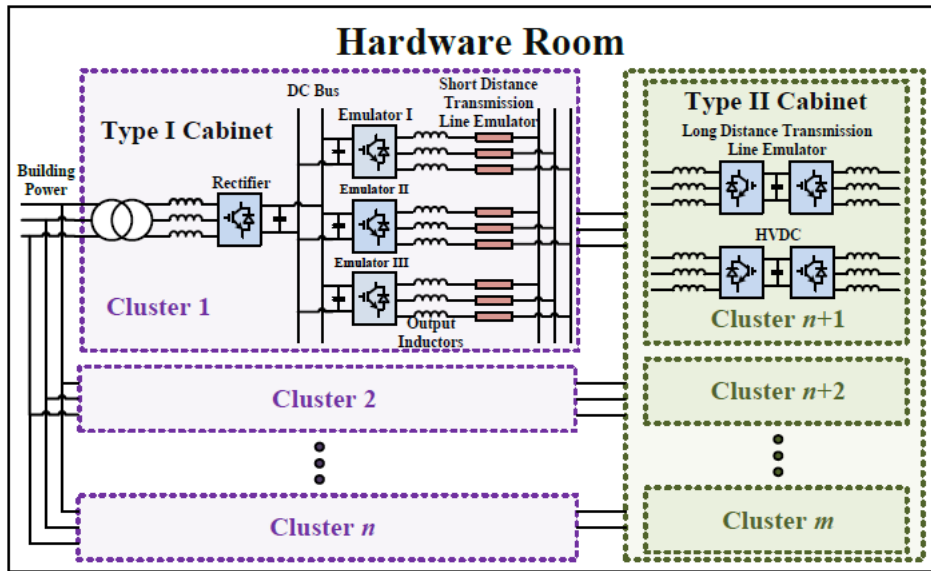 Hardware Room
DC Bus
Short Distance
Transmission
Line Emulator
Type I Cabinet
Emulator I
Building
Power
Rectifier
Emulator II
Emulator III
Cluster 1
Output
Inductors
Type II Cabinet
Long Distance Transmission
Line Emulator
HVDC
Cluster n+1
Cluster 2
Cluster n+2
Cluster n
Cluster m